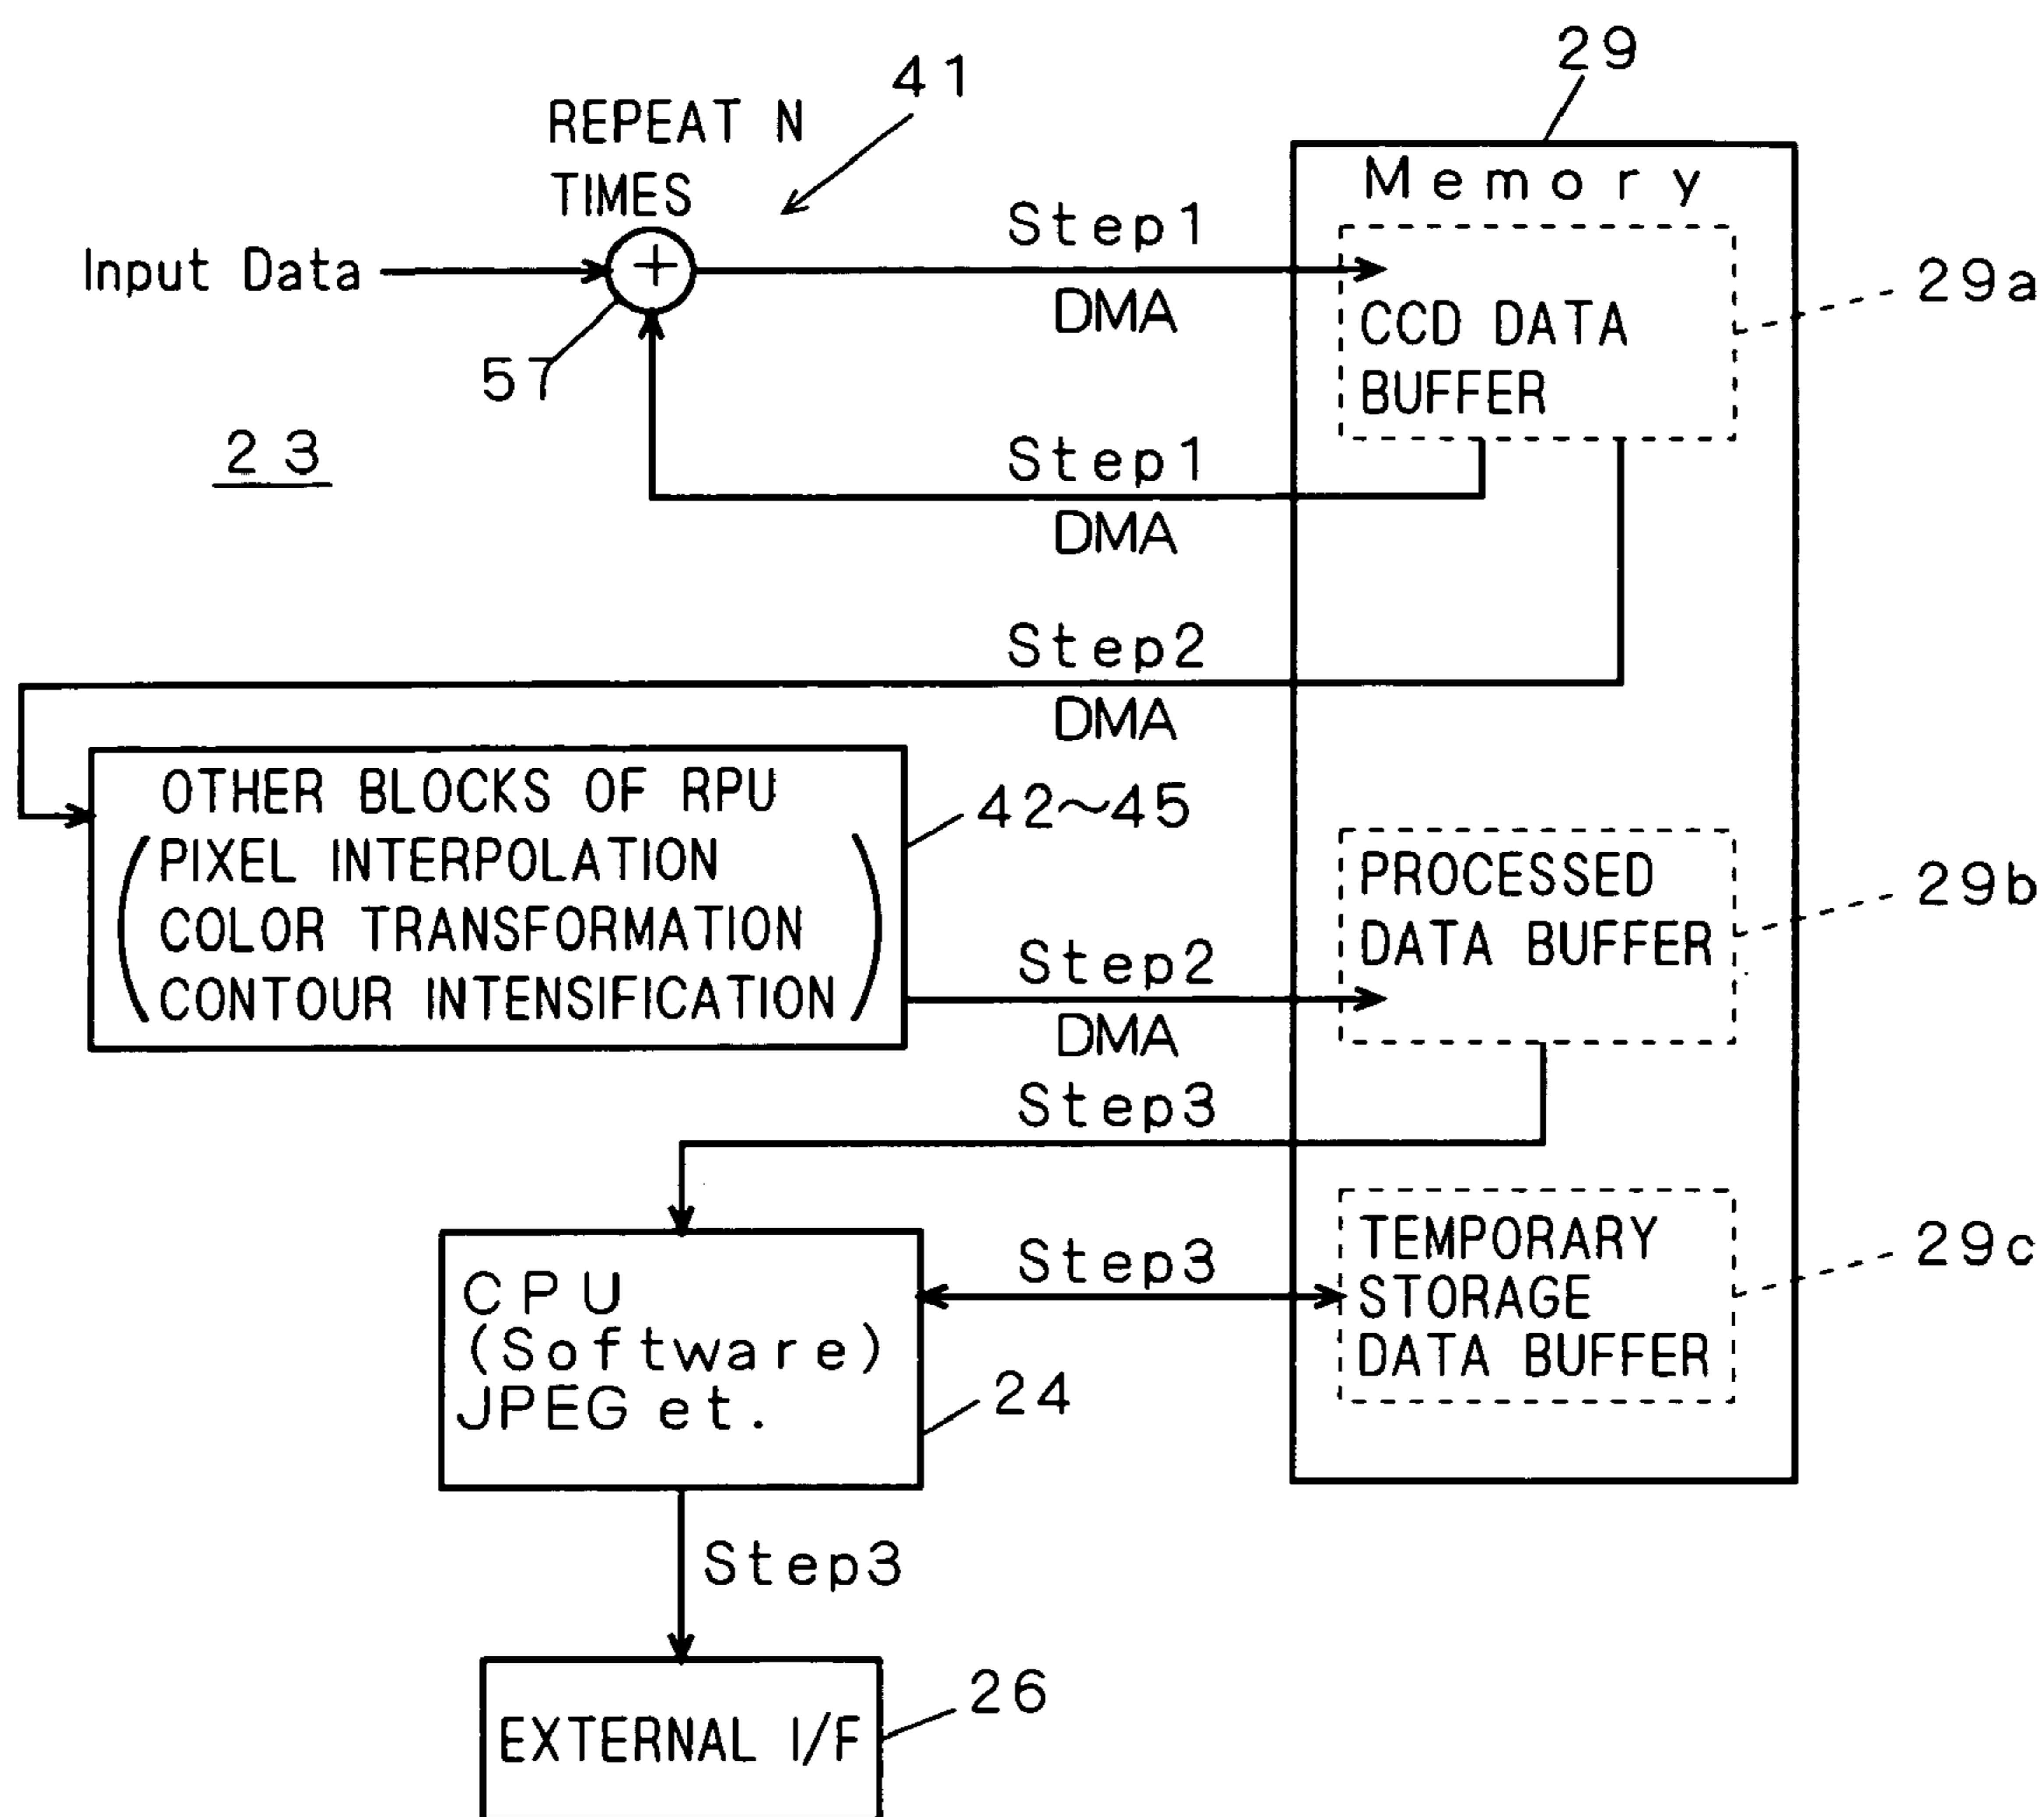 29
41
REPEAT N
TIMES
Memory
Step1
Input Data
+
29a
DMA
CCD DATA
BUFFER
57
23
Step1
DMA
Step2
DMA
OTHER BLOCKS OF RPU
42~45
PIXEL INTERPOLATION
COLOR TRANSFORMATION
CONTOUR INTENSIFICATION
PROCESSED
DATA BUFFER
29b
Step2
DMA
Step3
TEMPORARY
STORAGE
DATA BUFFER
29c
Step3
CPU
(Software)
JPEG et.
24
Step3
26
EXTERNAL I/F